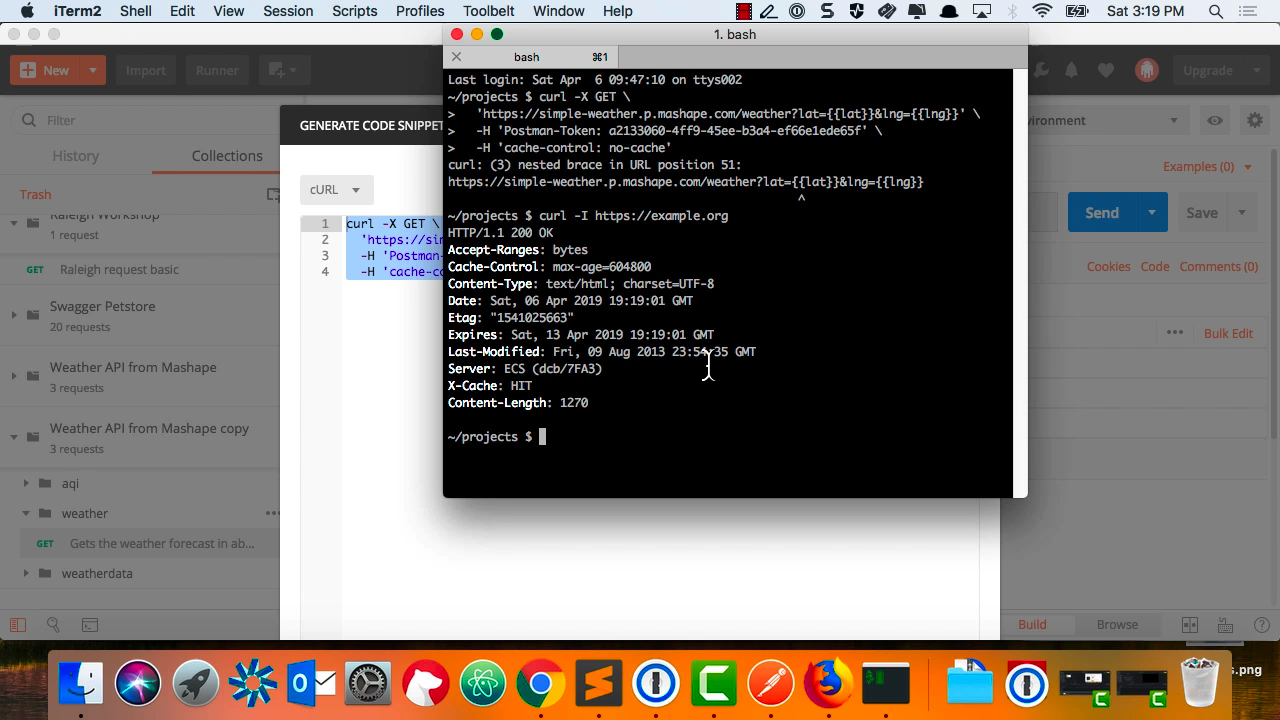 iTerm2 Shell Edit View Session Scripts Profiles Toolbelt Window Help Sat 3:19 PM
1. bash
bash ⌘1
New Import Runner Upgrade
Filter
History Collections
Trash
Raleigh Workshop
1 request
GET Raleigh request basic
Swagger Petstore
20 requests
Weather API from Mashape
3 requests
Weather API from Mashape copy
3 requests
aqi
weather
GET Gets the weather forecast in ab...
weatherdata
GENERATE CODE SNIPPET
cURL
1 curl -X GET \
2 'https://sim
3 -H 'Postman-
4 -H 'cache-co
Last login: Sat Apr  6 09:47:10 on ttys002
~/projects $ curl -X GET \
>   'https://simple-weather.p.mashape.com/weather?lat={{lat}}&lng={{lng}}' \
>   -H 'Postman-Token: a2133060-4ff9-45ee-b3a4-ef66e1ede65f' \
>   -H 'cache-control: no-cache'
curl: (3) nested brace in URL position 51:
https://simple-weather.p.mashape.com/weather?lat={{lat}}&lng={{lng}}
^
~/projects $ curl -I https://example.org
HTTP/1.1 200 OK
Accept-Ranges: bytes
Cache-Control: max-age=604800
Content-Type: text/html; charset=UTF-8
Date: Sat, 06 Apr 2019 19:19:01 GMT
Etag: "1541025663"
Expires: Sat, 13 Apr 2019 19:19:01 GMT
Last-Modified: Fri, 09 Aug 2013 23:54:35 GMT
Server: ECS (dcb/7FA3)
X-Cache: HIT
Content-Length: 1270
~/projects $
ironment
Examples (0)
Send Save
Cookies Code Comments (0)
Bulk Edit
Build Browse
s.png